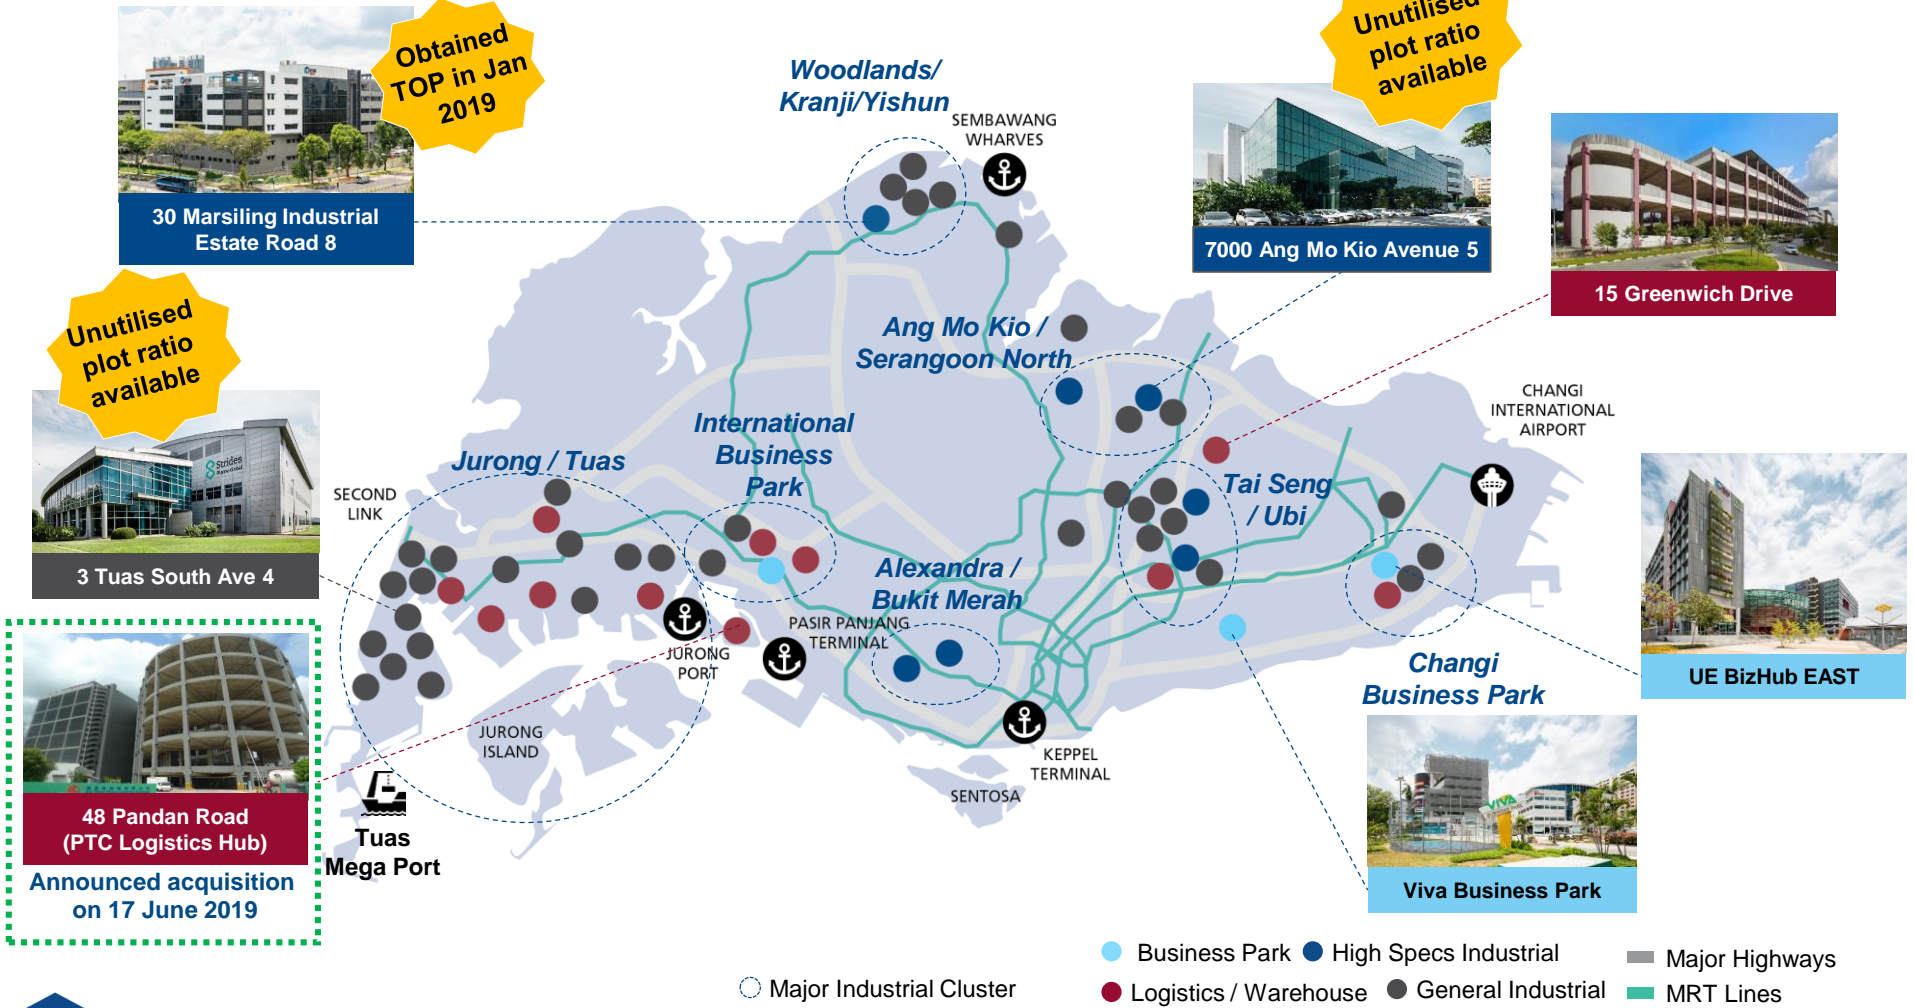 Obtained
TOP in Jan
2019
30 Marsiling Industrial
Estate Road 8
Unutilised
plot ratio
available
Strides
3 Tuas South Ave 4
48 Pandan Road
(PTC Logistics Hub)
Announced acquisition
on 17 June 2019
Woodlands/
Kranji/Yishun
SEMBAWANG
WHARVES
Unutilised
plot ratio
available
7000 Ang Mo Kio Avenue 5
15 Greenwich Drive
Ang Mo Kio /
Serangoon North
CHANGI
INTERNATIONAL
AIRPORT
International
Business
Park
Jurong / Tuas
SECOND
LINK
Tai Seng
/ Ubi
Alexandra /
Bukit Merah
PASIR PANJANG
TERMINAL
JURONG
PORT
JURONG
ISLAND
Tuas
Mega Port
KEPPEL
TERMINAL
SENTOSA
Changi
Business Park
UE BizHub EAST
VIVA
Viva Business Park
Business Park
High Specs Industrial
Major Highways
Major Industrial Cluster
Logistics / Warehouse
General Industrial
MRT Lines